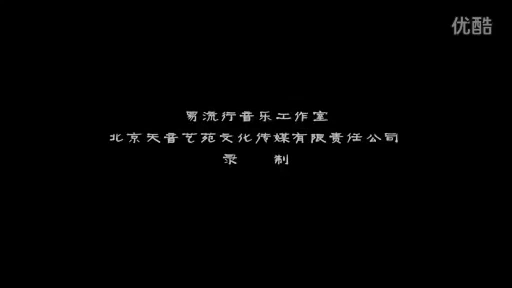 优酷
易流行音乐工作室
北京天音艺苑文化传媒有限责任公司
录 制